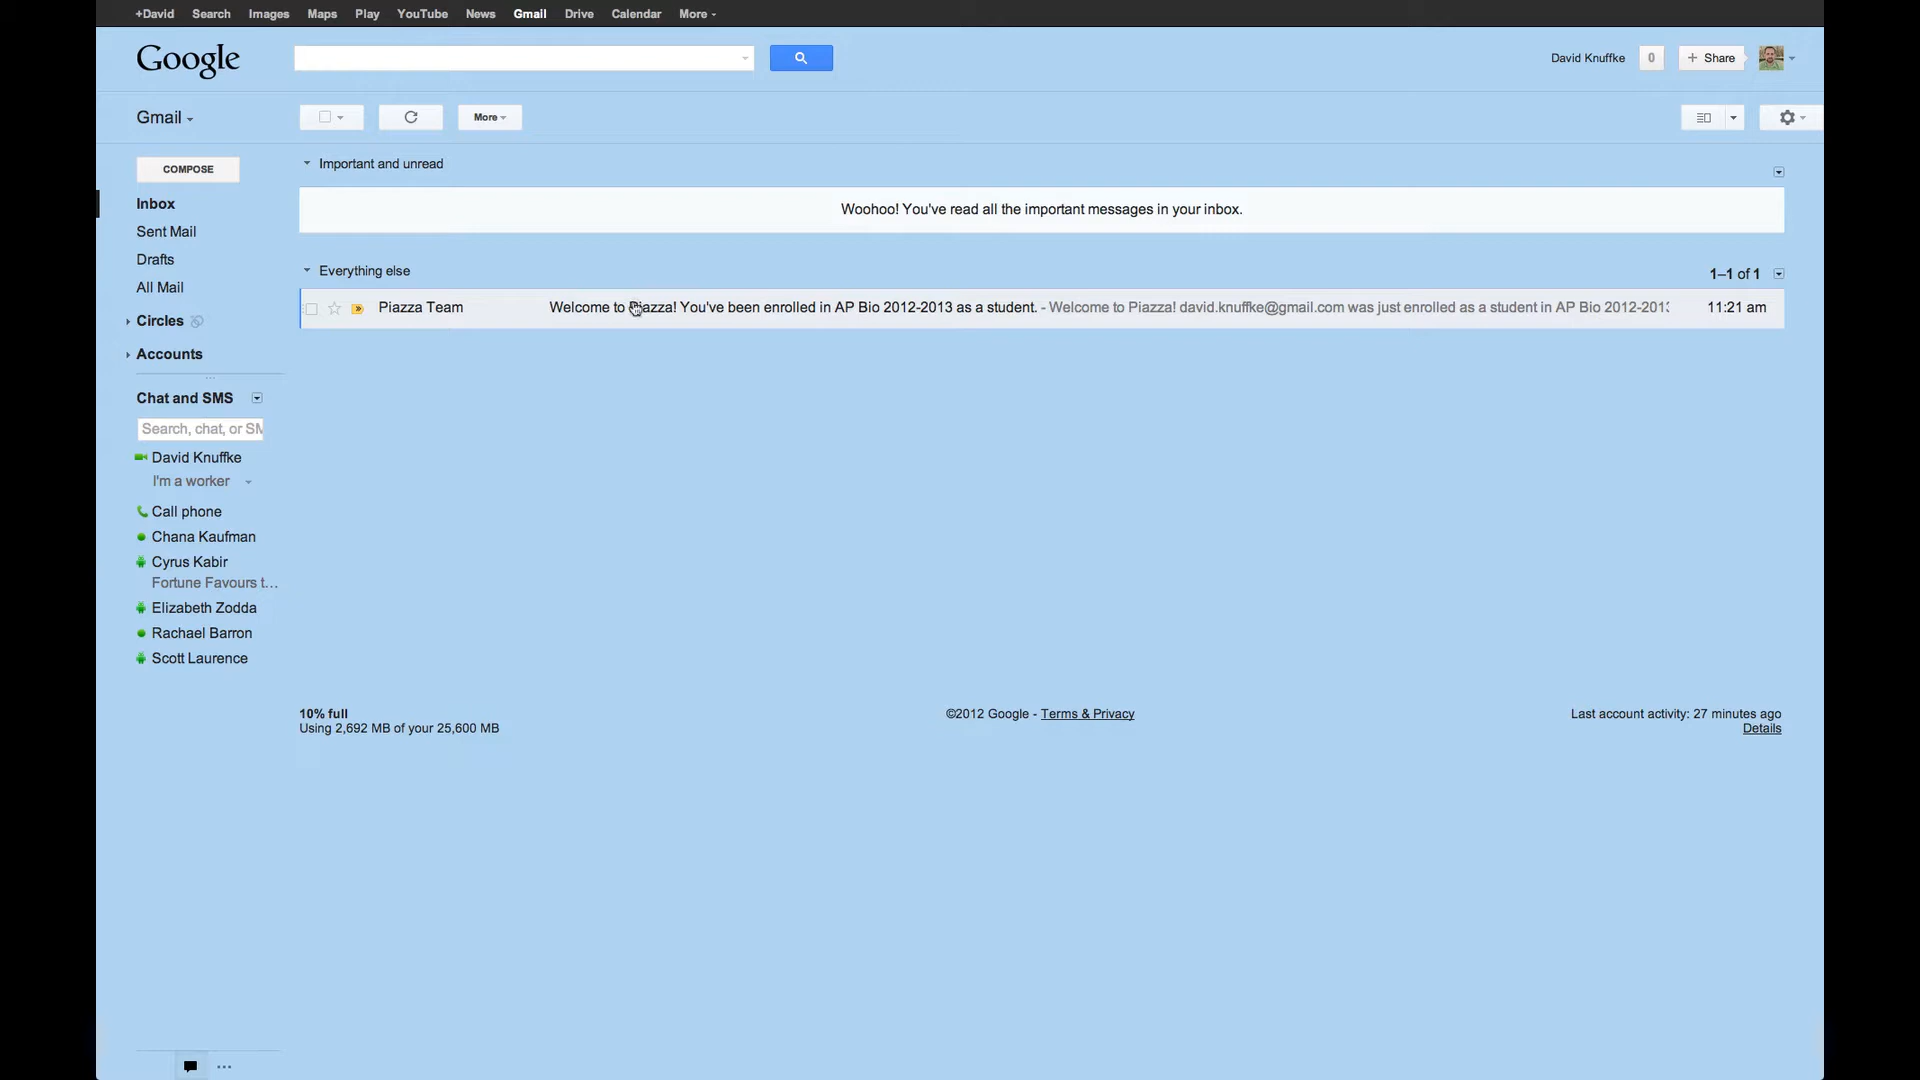 +David Search Images Maps Play YouTube News Gmail Drive Calendar More
Google
David Knuffke 0 + Share
Gmail
More
COMPOSE
Inbox
Sent Mail
Drafts
All Mail
Circles
Accounts
Chat and SMS
Search, chat, or SM
David Knuffke
I'm a worker
Call phone
Chana Kaufman
Cyrus Kabir
Fortune Favours t…
Elizabeth Zodda
Rachael Barron
Scott Laurence
Important and unread
Woohoo! You've read all the important messages in your inbox.
Everything else 1–1 of 1
Piazza Team Welcome to Piazza! You've been enrolled in AP Bio 2012-2013 as a student. - Welcome to Piazza! david.knuffke@gmail.com was just enrolled as a student in AP Bio 2012-2013 11:21 am
10% full
Using 2,692 MB of your 25,600 MB
©2012 Google - Terms & Privacy
Last account activity: 27 minutes ago
Details